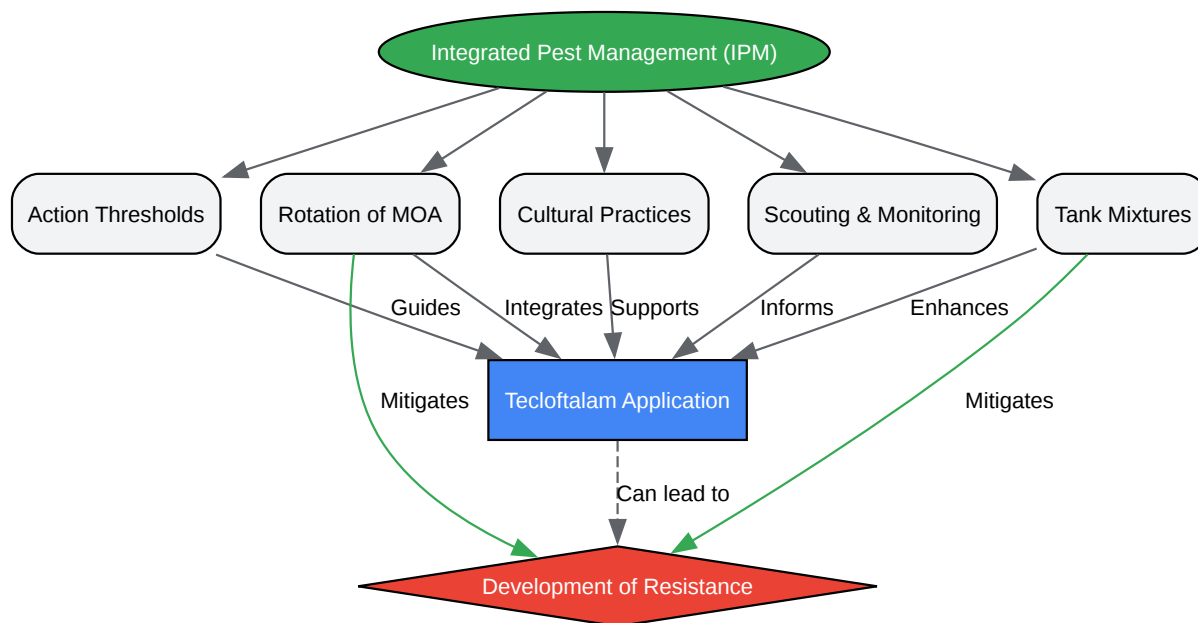 Integrated Pest Management (IPM)
Action Thresholds
Rotation of MOA
Cultural Practices
Scouting & Monitoring
Tank Mixtures
Guides
Integrates
Supports
Informs
Enhances
Mitigates
Tecloftalam Application
Mitigates
Can lead to
Development of Resistance